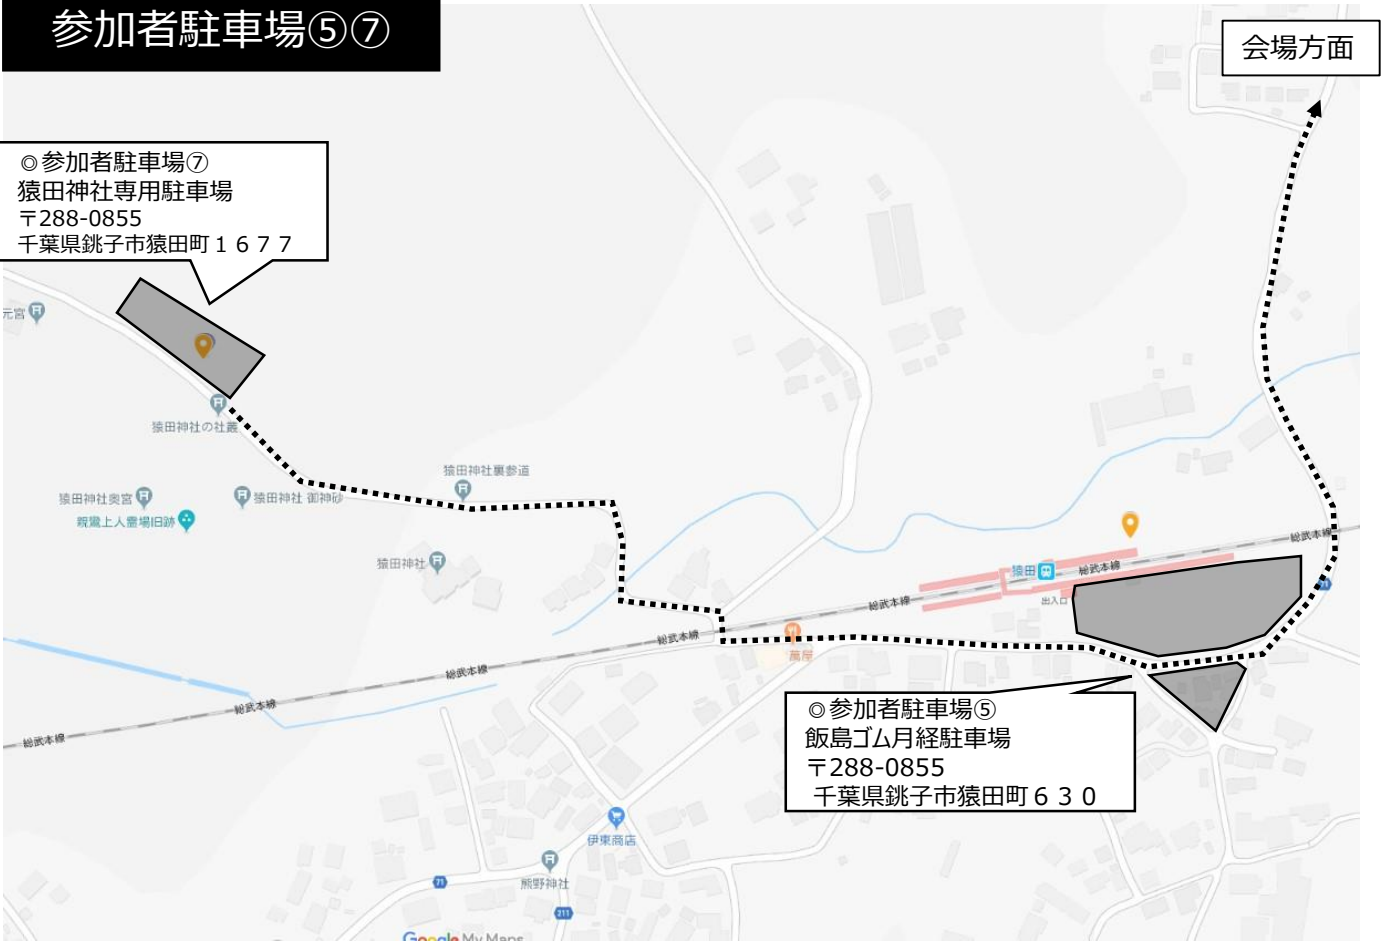 参加者駐車場⑤⑦
会場方面
◎参加者駐車場⑦
猿田神社専用駐車場
〒288-0855
千葉県銚子市猿田町１６７７
元宮
猿田神社の社叢
猿田神社裏参道
猿田神社奥宮
猿田神社 御神砂
親鸞上人霊場旧跡
猿田神社
総武本線
猿田
総武本線
出入口
総武本線
総武本線
萬屋
総武本線
総武本線
総武本線
◎参加者駐車場⑤
飯島ゴム月経駐車場
〒288-0855
千葉県銚子市猿田町６３０
伊東商店
熊野神社
71
211
Google My Maps